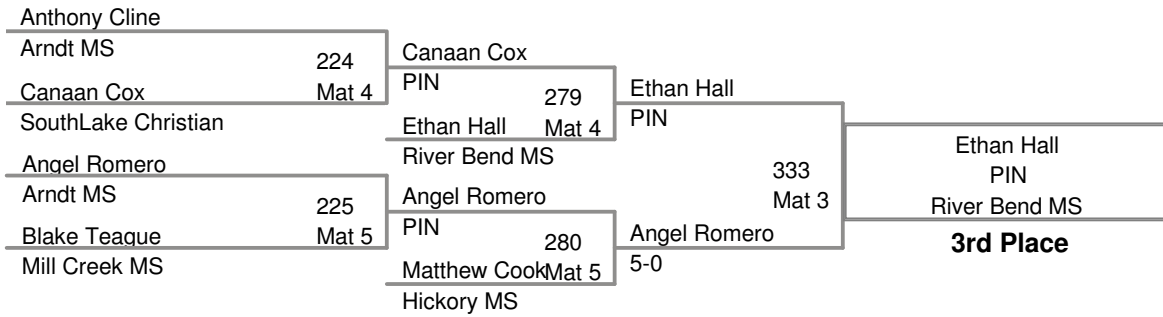 Anthony Cline
Arndt MS
224
Mat 4
Canaan Cox
SouthLake Christian
Angel Romero
Arndt MS
225
Mat 5
Blake Teague
Mill Creek MS
Canaan Cox
PIN
279
Mat 4
Ethan Hall
River Bend MS
Angel Romero
PIN
280
Mat 5
Matthew Cook
Hickory MS
Ethan Hall
PIN
333
Mat 3
Angel Romero
5-0
Ethan Hall
PIN
River Bend MS
3rd Place